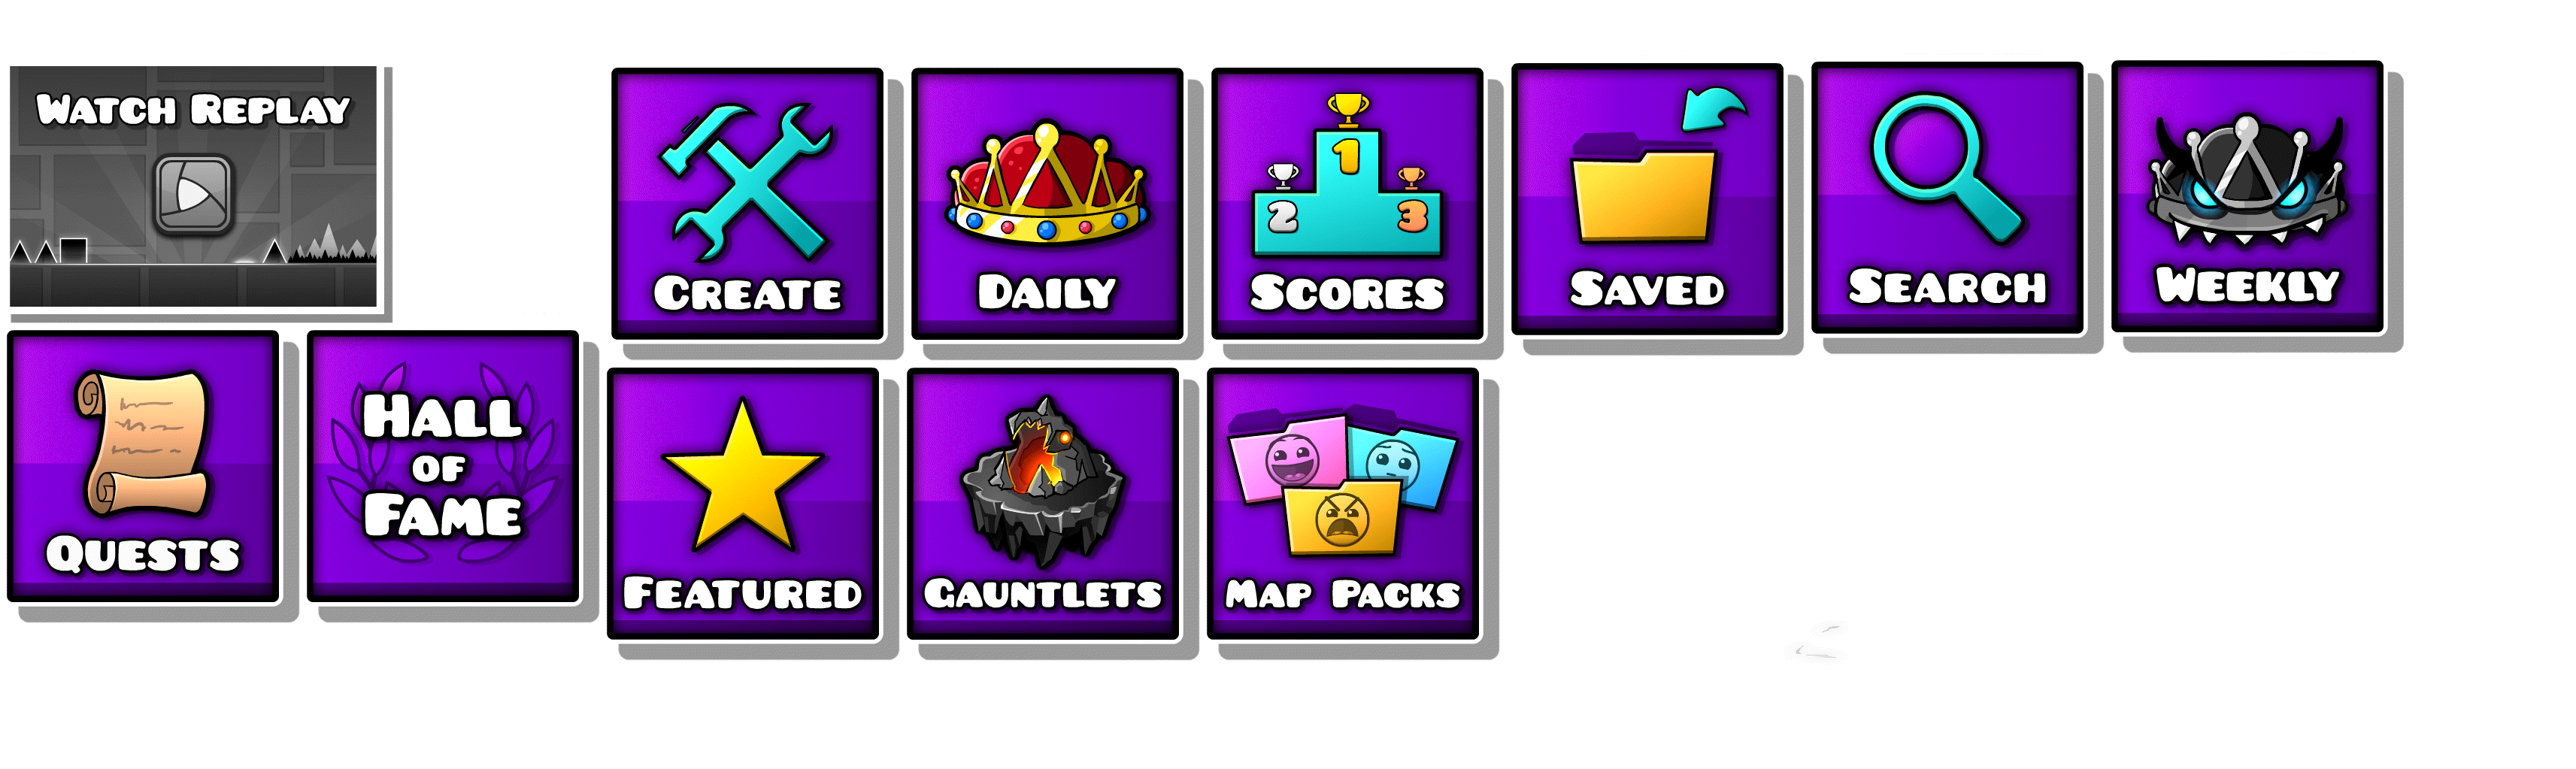 WATCH REPLAY
CREATE
DAILY
1
2
3
SCORES
SAVED
SEARCH
WEEKLY
QUESTS
HALL
OF
FAME
FEATURED
GAUNTLETS
MAP PACKS